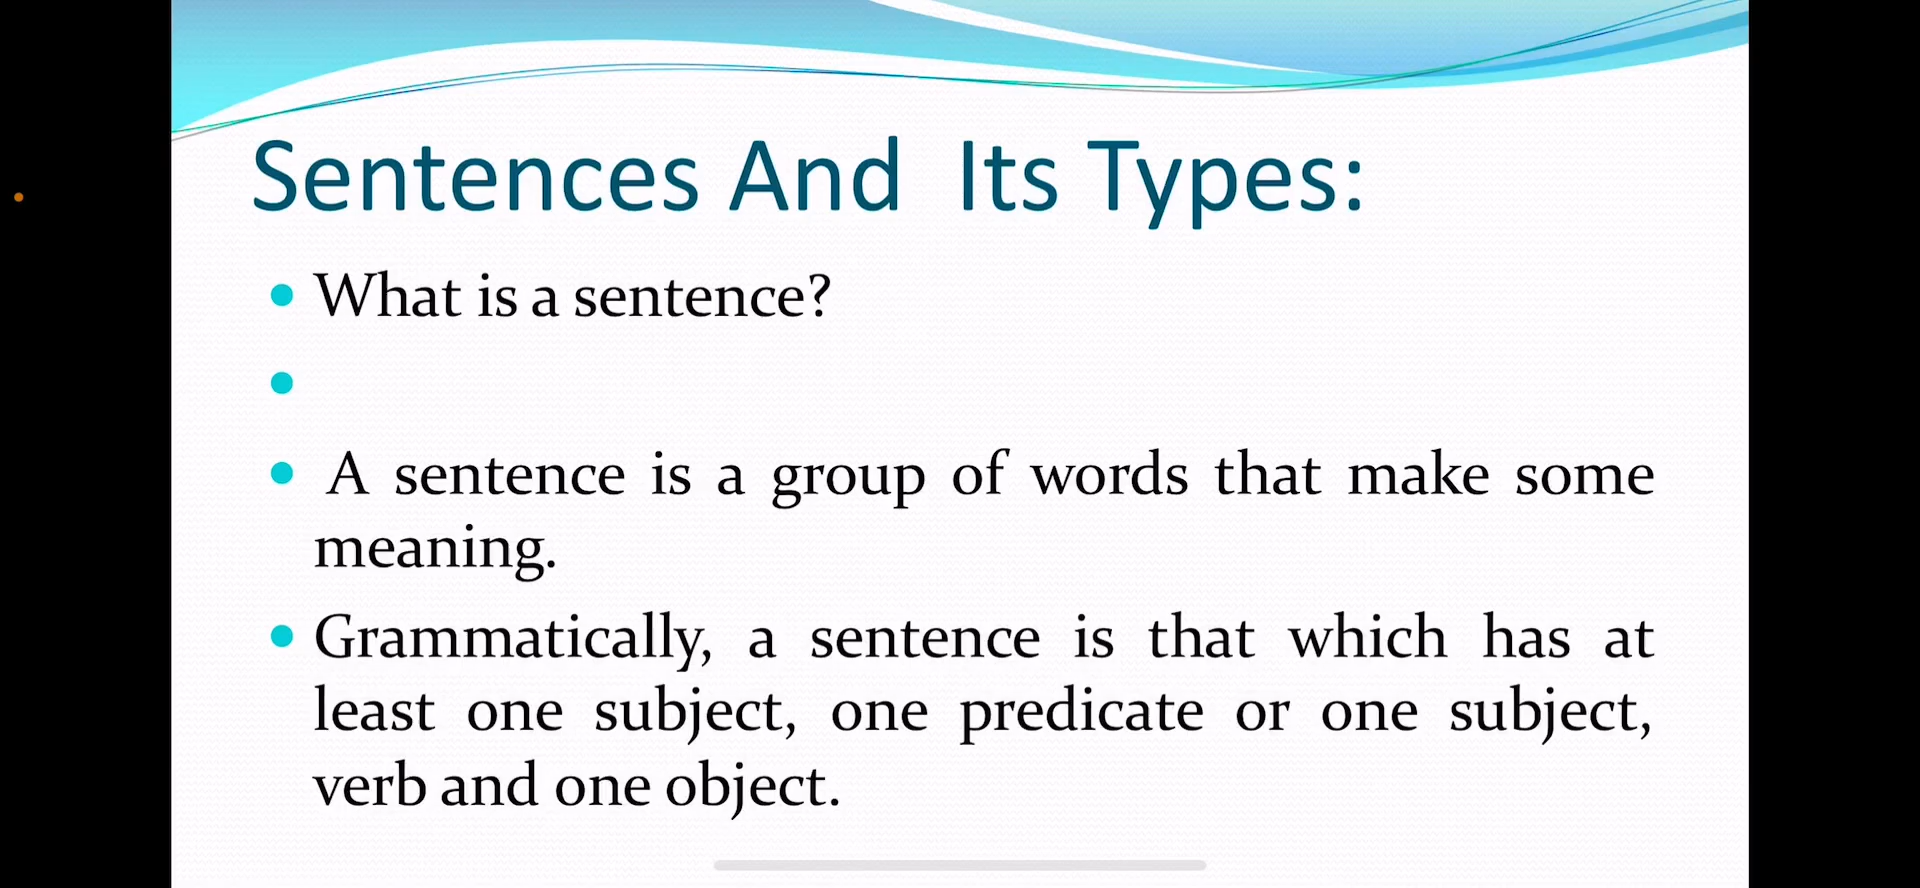 Sentences And  Its Types:
What is a sentence?
A sentence is a group of words that make some
meaning.
Grammatically, a sentence is that which has at
least one subject, one predicate or one subject,
verb and one object.